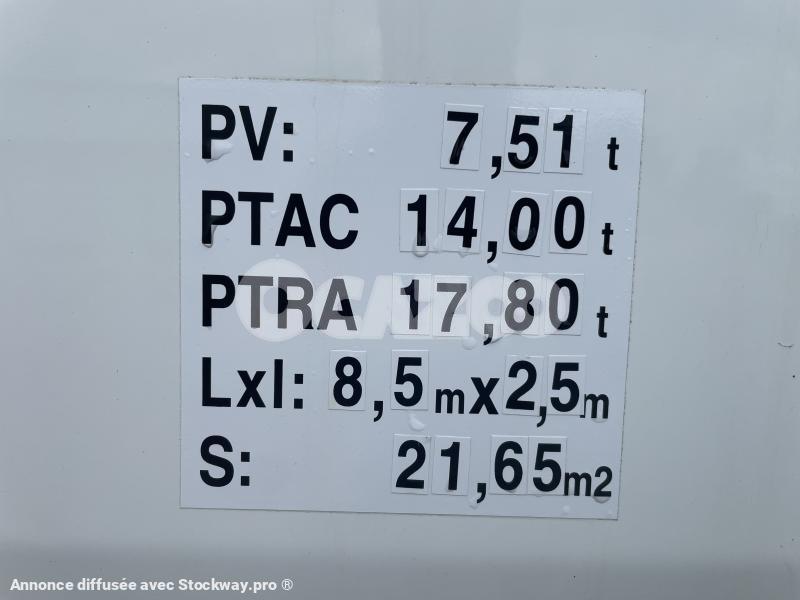 PV: 7,51 t
PTAC 14,00 t
PTRA 17,80 t
Lxl: 8,5 m x 2,5 m
S: 21,65 m2
GAZOO
Annonce diffusée avec Stockway.pro ®